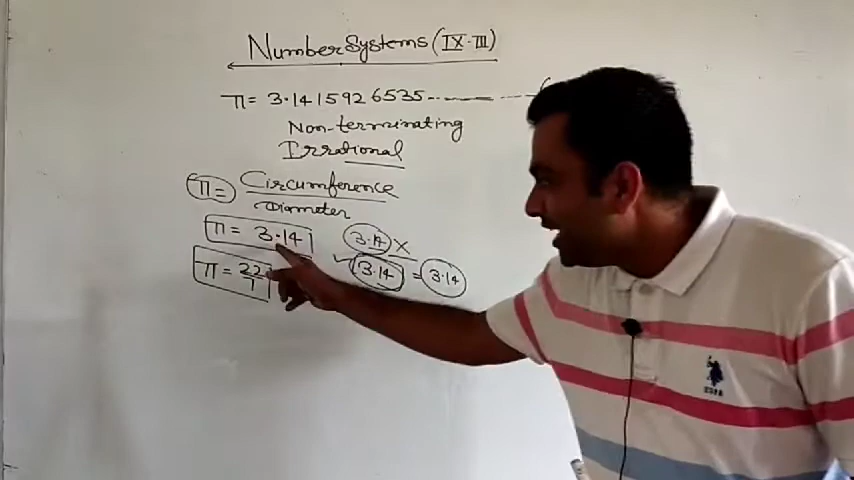 Number Systems (IX-III)
π = 3.1415926535
Non-terminating
Irrational
π = Circumference
Diameter
π = 3.14 3.14 X
π = 22/7 ✓ 3.14 = 3.14